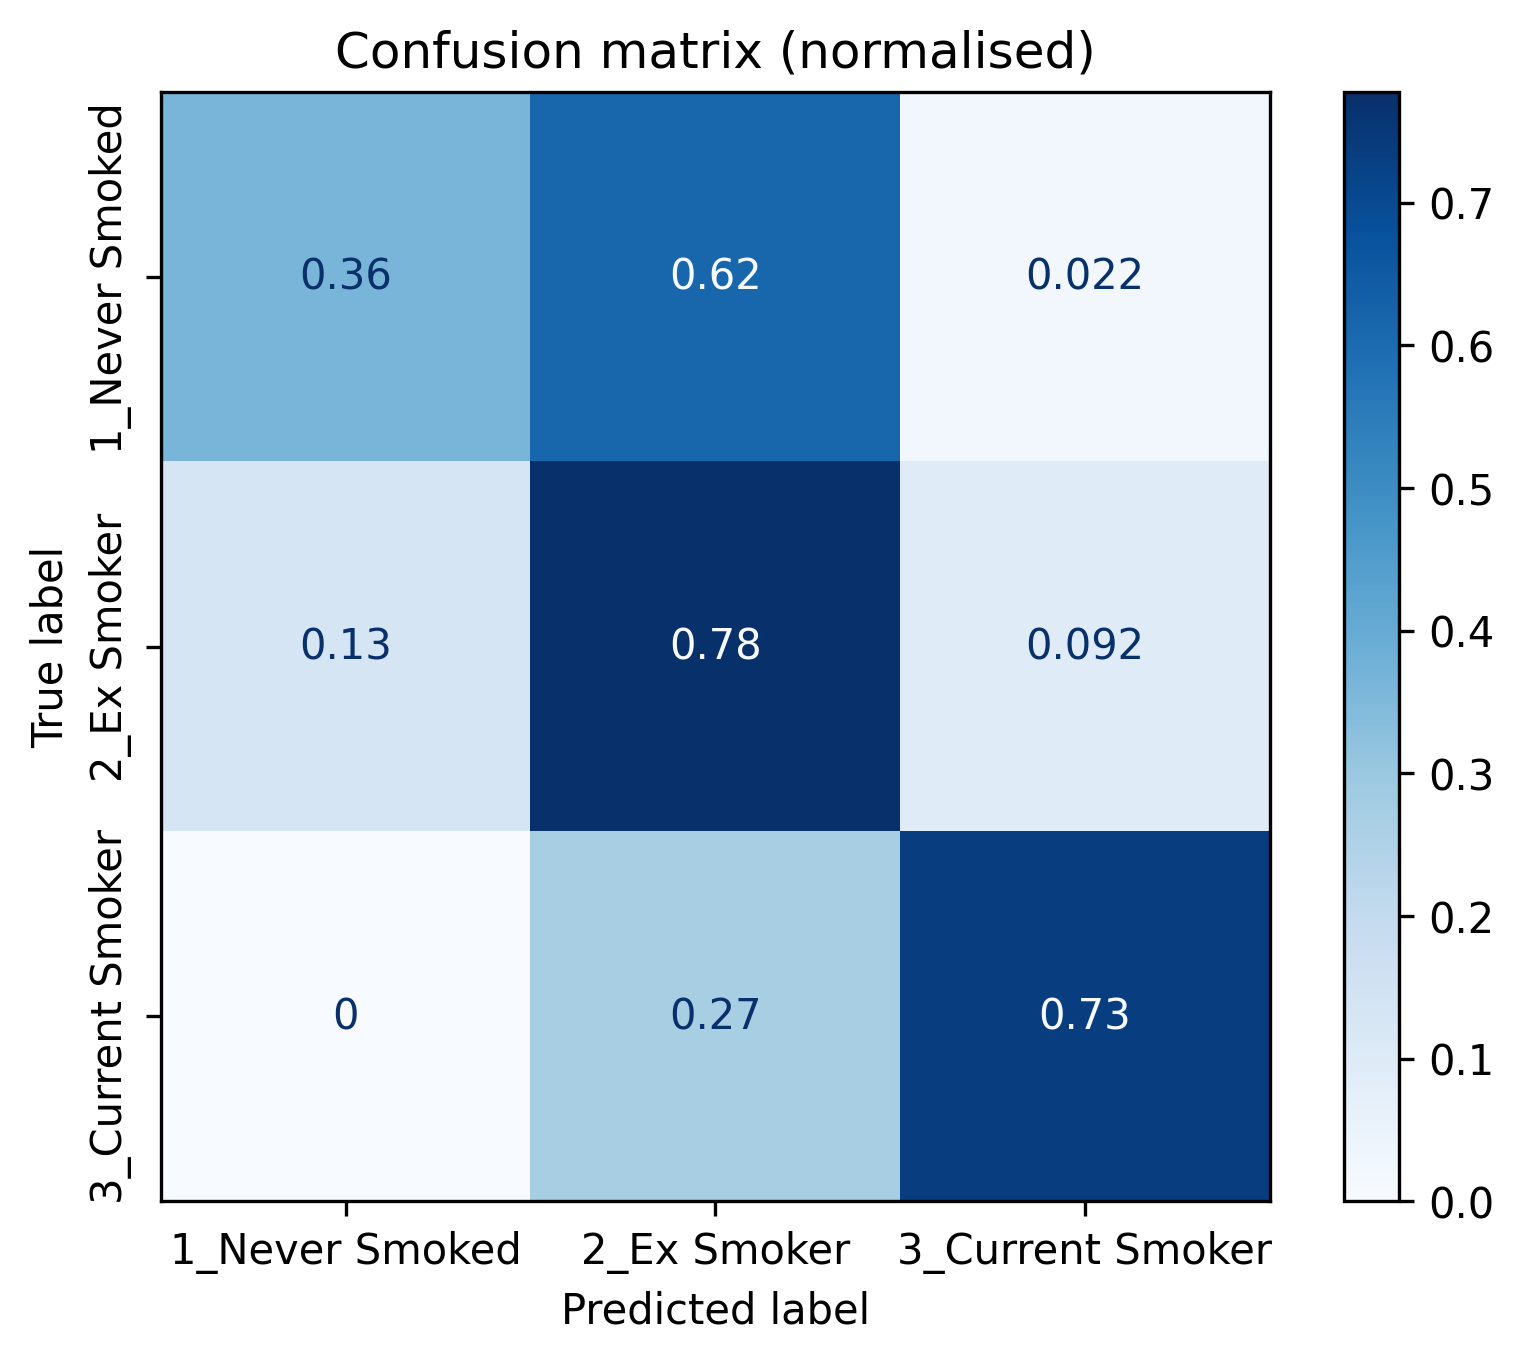 Confusion matrix (normalised)
True label
1_Never Smoked
2_Ex Smoker
3_Current Smoker
0.36 0.62 0.022
0.13 0.78 0.092
0 0.27 0.73
1_Never Smoked 2_Ex Smoker 3_Current Smoker
Predicted label
0.7
0.6
0.5
0.4
0.3
0.2
0.1
0.0